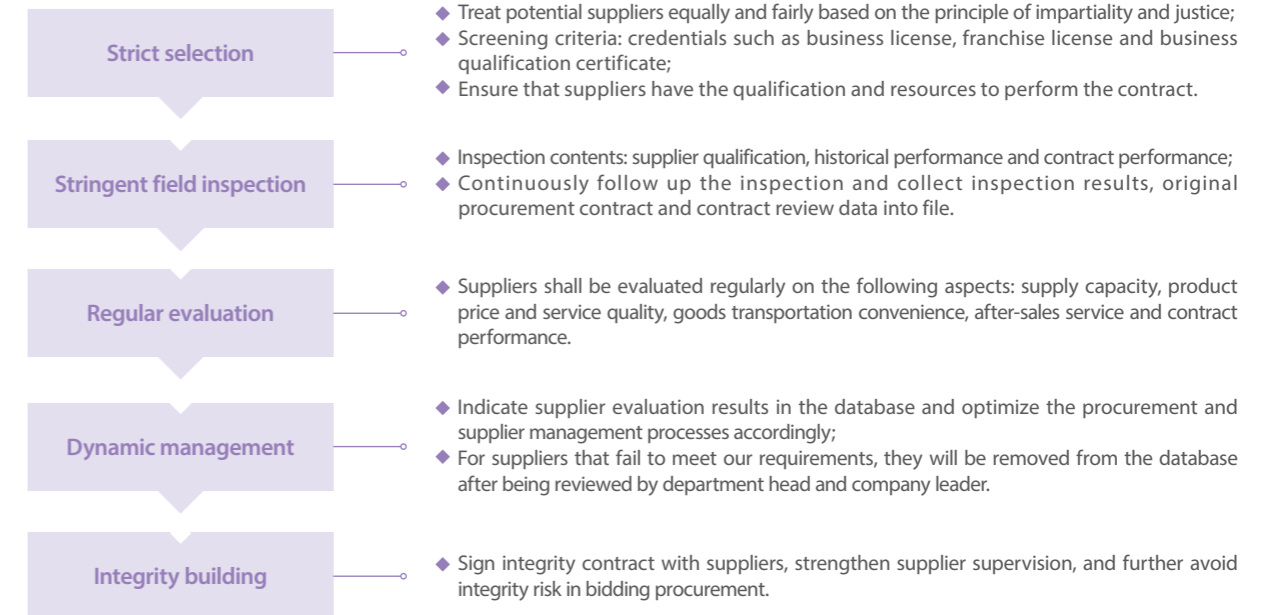 Strict selection
◆ Treat potential suppliers equally and fairly based on the principle of impartiality and justice;
◆ Screening criteria: credentials such as business license, franchise license and business
qualification certificate;
◆ Ensure that suppliers have the qualification and resources to perform the contract.
Stringent field inspection
◆ Inspection contents: supplier qualification, historical performance and contract performance;
◆ Continuously follow up the inspection and collect inspection results, original
procurement contract and contract review data into file.
Regular evaluation
◆ Suppliers shall be evaluated regularly on the following aspects: supply capacity, product
price and service quality, goods transportation convenience, after-sales service and contract
performance.
Dynamic management
◆ Indicate supplier evaluation results in the database and optimize the procurement and
supplier management processes accordingly;
◆ For suppliers that fail to meet our requirements, they will be removed from the database
after being reviewed by department head and company leader.
Integrity building
◆ Sign integrity contract with suppliers, strengthen supplier supervision, and further avoid
integrity risk in bidding procurement.